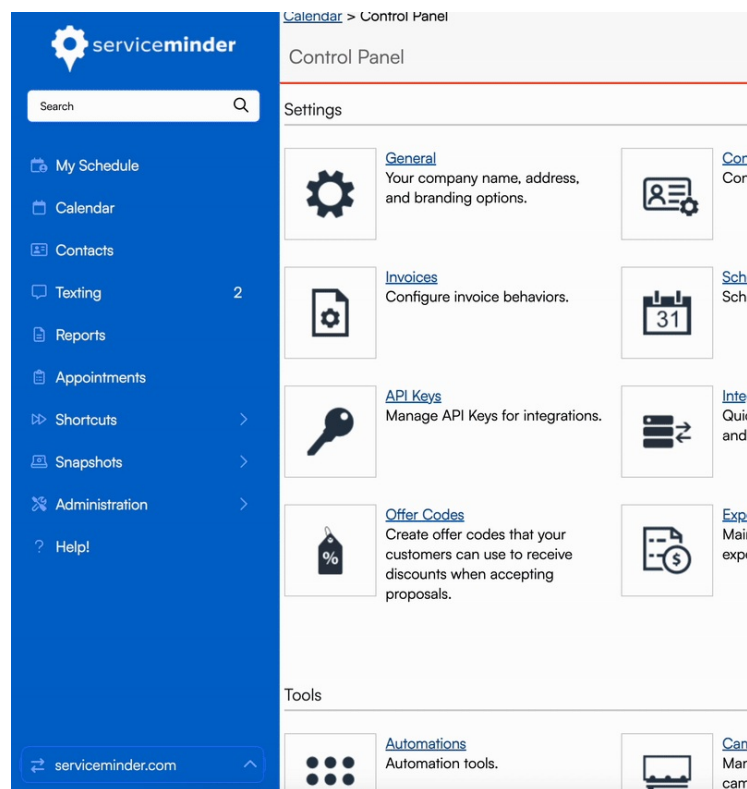 Calendar > Control Panel
serviceminder
Control Panel
Search
Settings
My Schedule
Calendar
Contacts
Texting 2
Reports
Appointments
Shortcuts
Snapshots
Administration
? Help!
serviceminder.com
General
Your company name, address,
and branding options.
Invoices
Configure invoice behaviors.
31
API Keys
Manage API Keys for integrations.
and
Offer Codes
Create offer codes that your
customers can use to receive
discounts when accepting
proposals.
%
$
Tools
Automations
Automation tools.